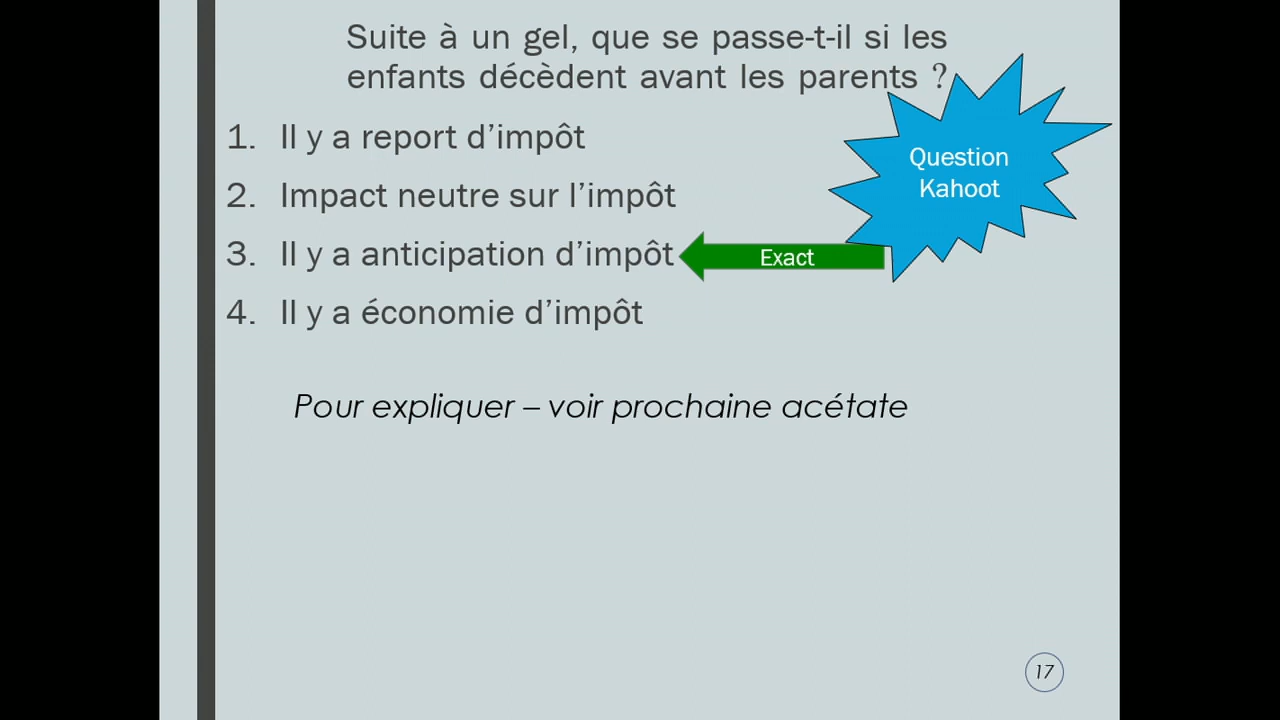 Suite à un gel, que se passe-t-il si les
enfants décèdent avant les parents ?
Question
Kahoot
1. Il y a report d’impôt
2. Impact neutre sur l’impôt
3. Il y a anticipation d’impôt
Exact
4. Il y a économie d’impôt
Pour expliquer – voir prochaine acétate
17